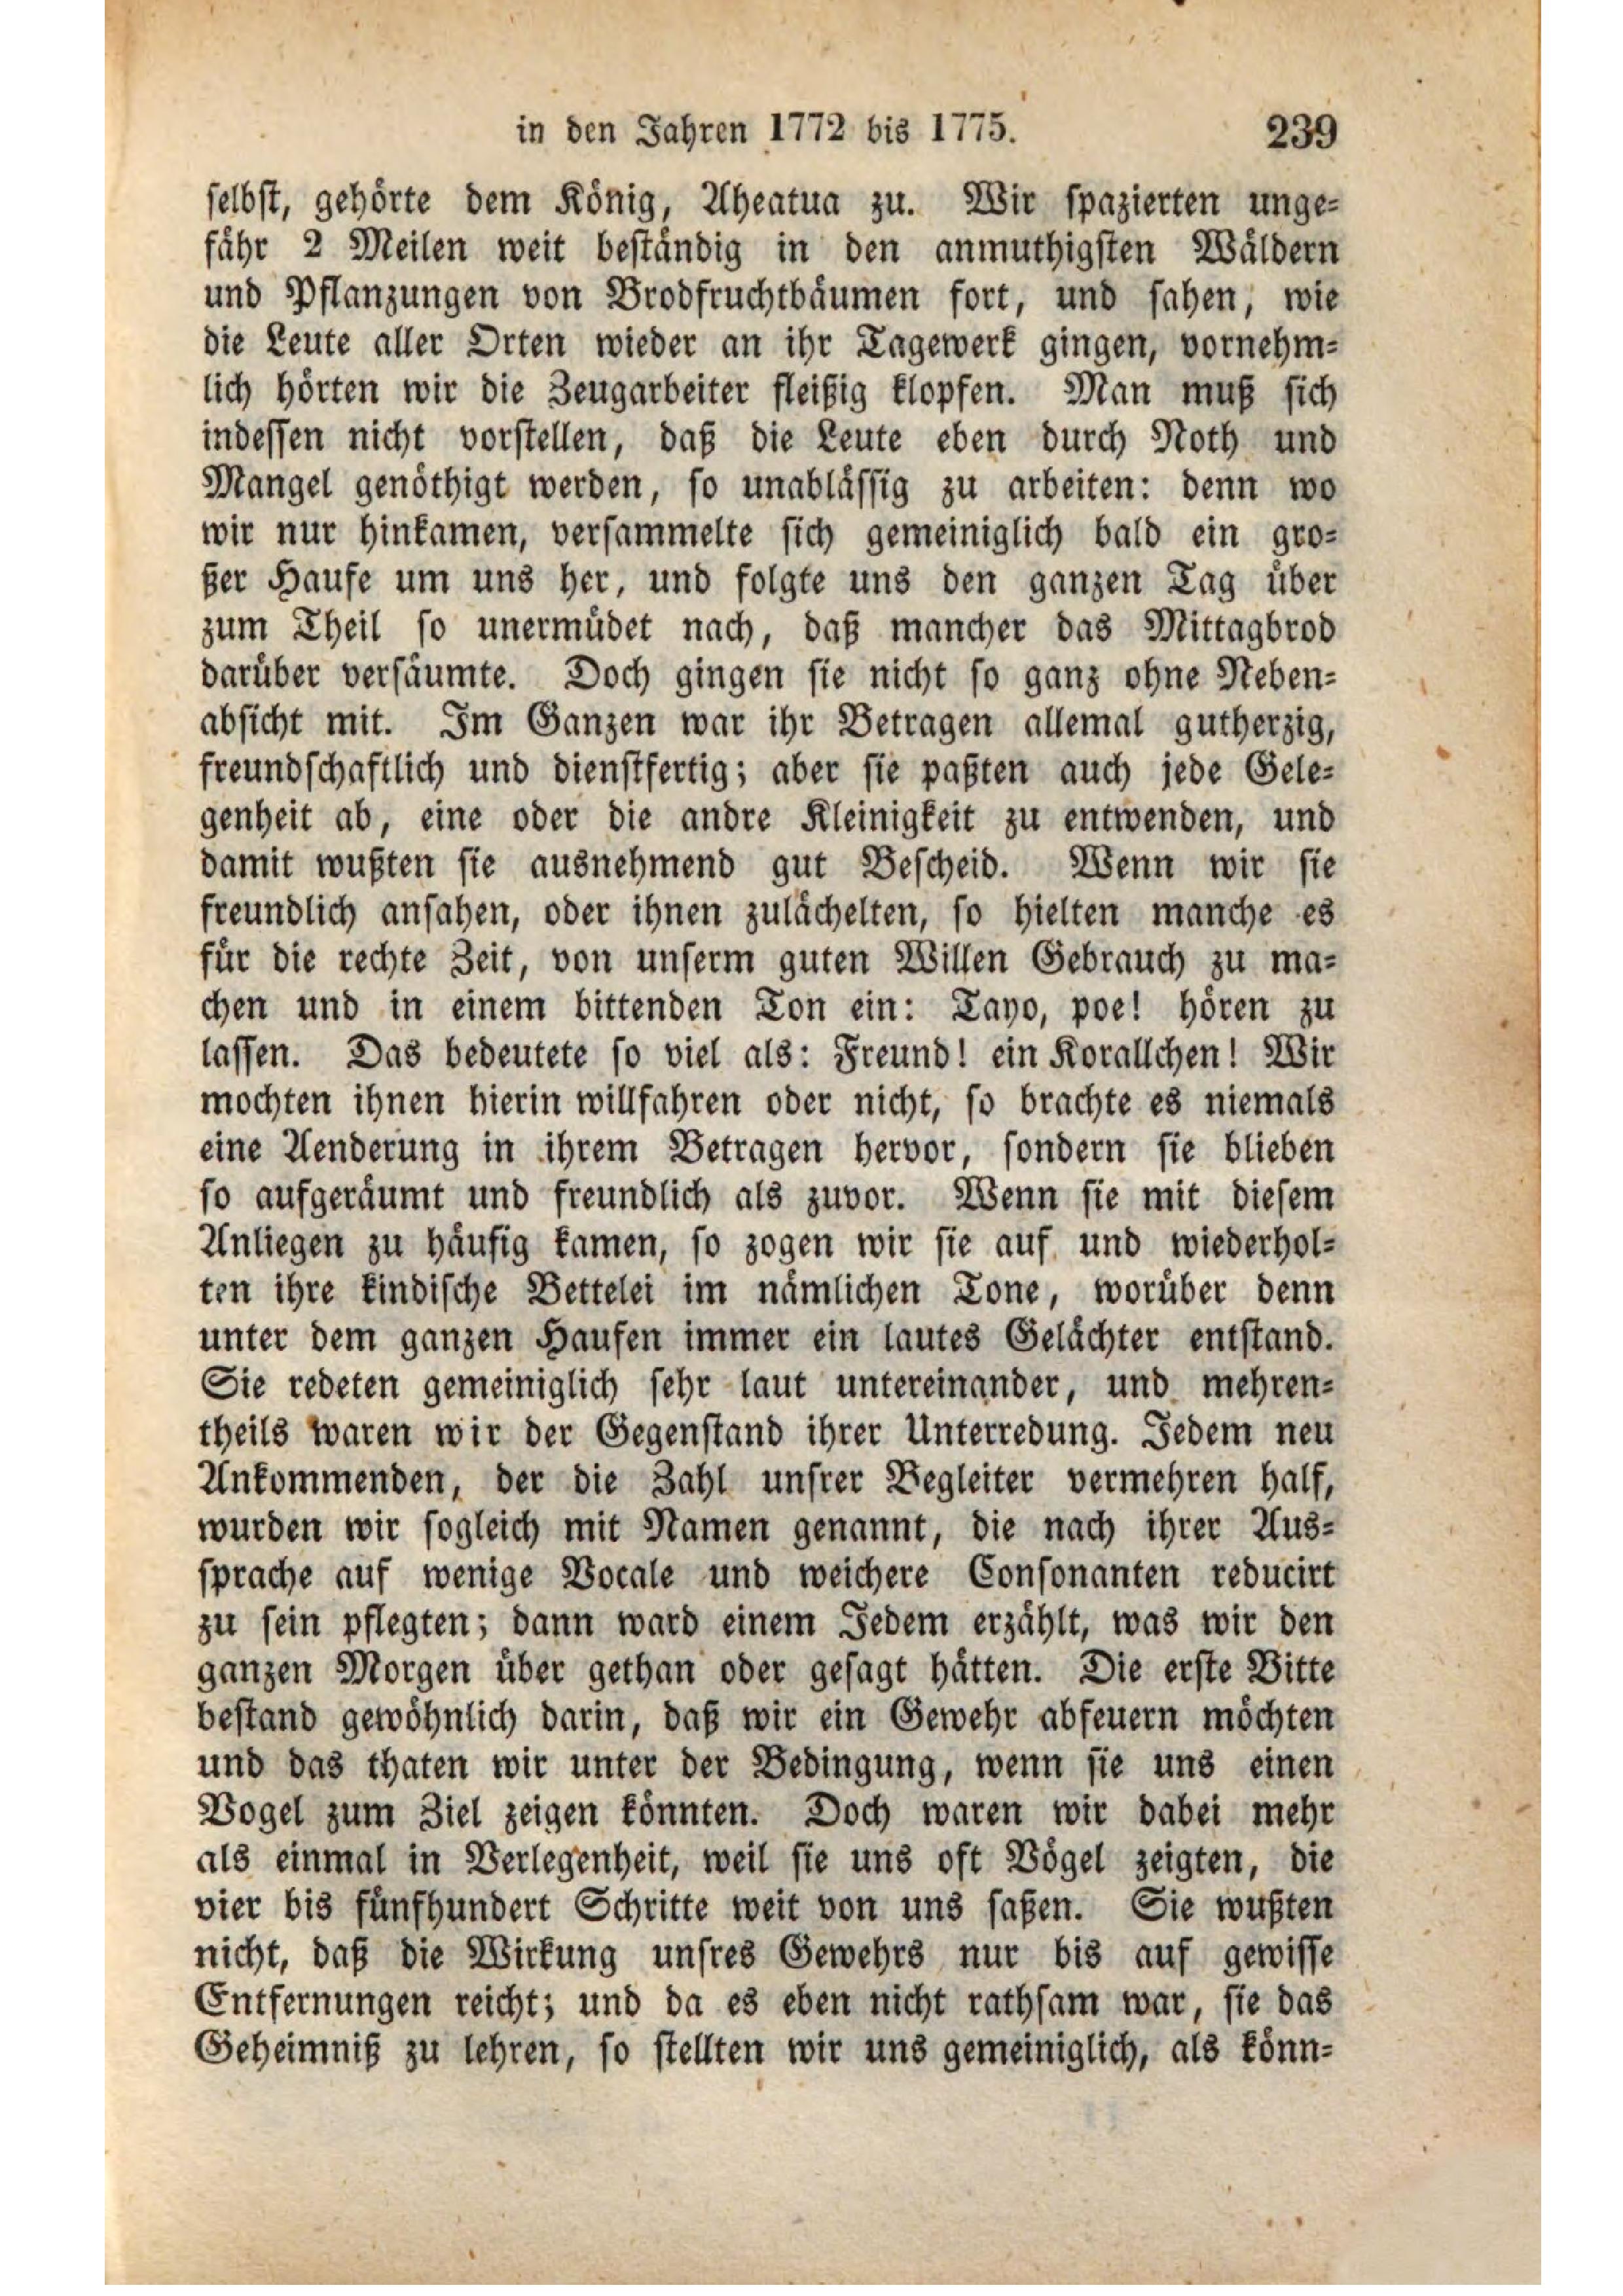 in den Jahren 1772 bis 1775. 239
selbst, gehörte dem König, Aheatua zu. Wir spazierten unge-
fähr 2 Meilen weit beständig in den anmuthigsten Wäldern
und Pflanzungen von Brodfruchtbäumen fort, und sahen, wie
die Leute aller Orten wieder an ihr Tagewerk gingen, vornehm-
lich hörten wir die Zeugarbeiter fleißig klopfen. Man muß sich
indessen nicht vorstellen, daß die Leute eben durch Noth und
Mangel genöthigt werden, so unablässig zu arbeiten: denn wo
wir nur hinkamen, versammelte sich gemeiniglich bald ein gro-
ßer Haufe um uns her, und folgte uns den ganzen Tag über
zum Theil so unermüdet nach, daß mancher das Mittagbrod
darüber versäumte. Doch gingen sie nicht so ganz ohne Neben-
absicht mit. Im Ganzen war ihr Betragen allemal gutherzig,
freundschaftlich und dienstfertig; aber sie paßten auch jede Gele-
genheit ab, eine oder die andre Kleinigkeit zu entwenden, und
damit wußten sie ausnehmend gut Bescheid. Wenn wir sie
freundlich ansahen, oder ihnen zulächelten, so hielten manche es
für die rechte Zeit, von unserm guten Willen Gebrauch zu ma-
chen und in einem bittenden Ton ein: Tayo, poe! hören zu
lassen. Das bedeutete so viel als: Freund! ein Korallchen! Wir
mochten ihnen hierin willfahren oder nicht, so brachte es niemals
eine Aenderung in ihrem Betragen hervor, sondern sie blieben
so aufgeräumt und freundlich als zuvor. Wenn sie mit diesem
Anliegen zu häufig kamen, so zogen wir sie auf und wiederhol-
ten ihre kindische Bettelei im nämlichen Tone, worüber denn
unter dem ganzen Haufen immer ein lautes Gelächter entstand.
Sie redeten gemeiniglich sehr laut untereinander, und mehren-
theils waren wir der Gegenstand ihrer Unterredung. Jedem neu
Ankommenden, der die Zahl unsrer Begleiter vermehren half,
wurden wir sogleich mit Namen genannt, die nach ihrer Aus-
sprache auf wenige Vocale und weichere Consonanten reducirt
zu sein pflegten; dann ward einem Jedem erzählt, was wir den
ganzen Morgen über gethan oder gesagt hätten. Die erste Bitte
bestand gewöhnlich darin, daß wir ein Gewehr abfeuern möchten
und das thaten wir unter der Bedingung, wenn sie uns einen
Vogel zum Ziel zeigen könnten. Doch waren wir dabei mehr
als einmal in Verlegenheit, weil sie uns oft Vögel zeigten, die
vier bis fünfhundert Schritte weit von uns saßen. Sie wußten
nicht, daß die Wirkung unsres Gewehrs nur bis auf gewisse
Entfernungen reicht; und da es eben nicht rathsam war, sie das
Geheimniß zu lehren, so stellten wir uns gemeiniglich, als könn-